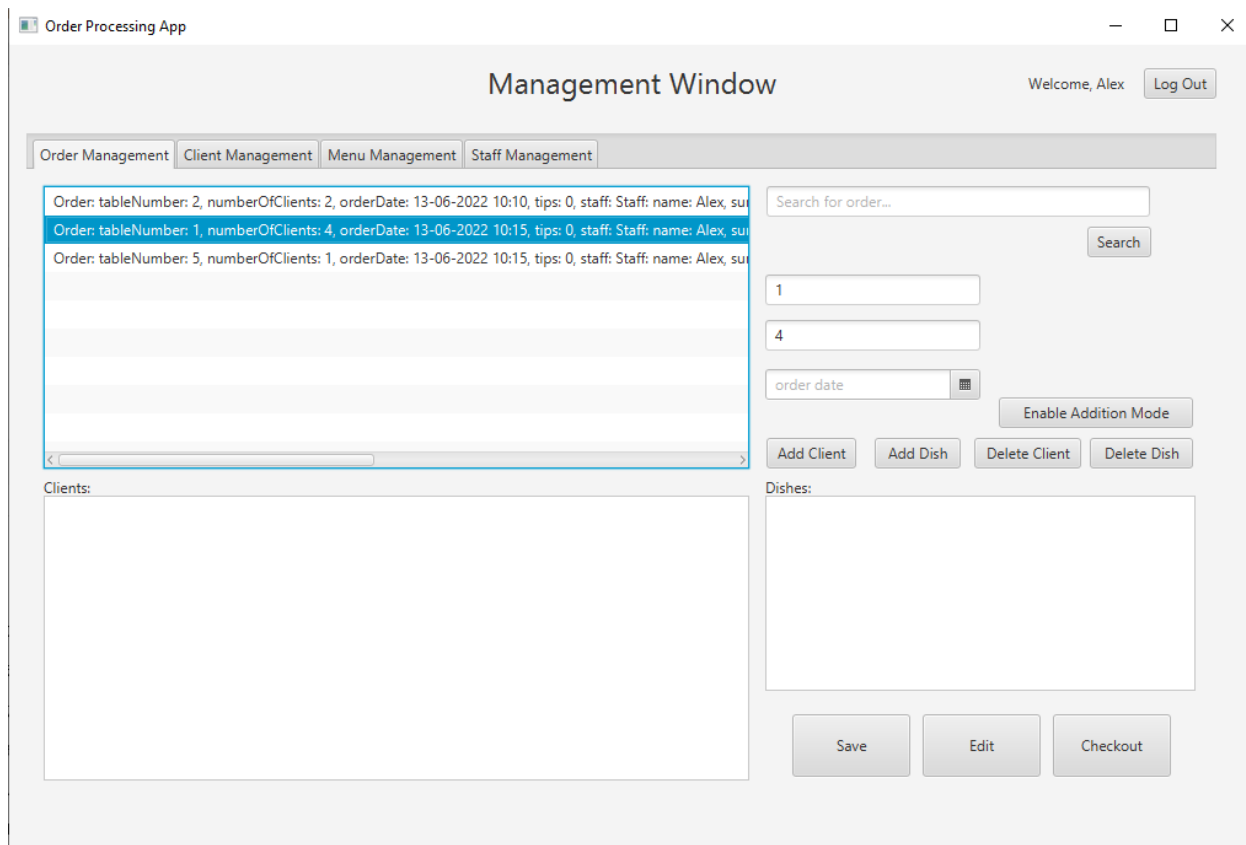 Order Processing App
Management Window
Welcome, Alex
Log Out
Order Management
Client Management
Menu Management
Staff Management
Order: tableNumber: 2, numberOfClients: 2, orderDate: 13-06-2022 10:10, tips: 0, staff: Staff: name: Alex,
Order: tableNumber: 1, numberOfClients: 4, orderDate: 13-06-2022 10:15, tips: 0, staff: Staff: name: Alex,
Order: tableNumber: 5, numberOfClients: 1, orderDate: 13-06-2022 10:15, tips: 0, staff: Staff: name: Alex,
Search for order...
Search
1
4
order date
Enable Addition Mode
Add Client
Add Dish
Delete Client
Delete Dish
Clients:
Dishes:
Save
Edit
Checkout